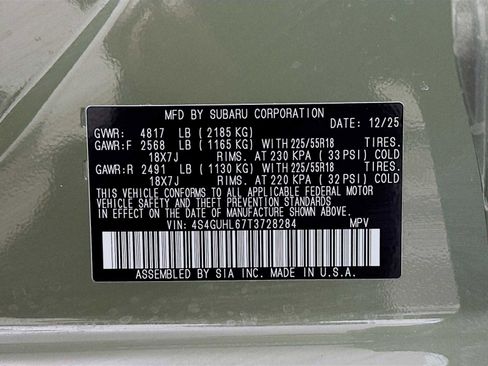 MFD BY SUBARU CORPORATION
GVWR: 4817 LB (2185 KG) DATE: 12/25
GAWR:F 2568 LB (1165 KG) WITH 225/55R18 TIRES.
18X7J RIMS. AT 230 KPA (33 PSI) COLD
GAWR:R 2491 LB (1130 KG) WITH 225/55R18 TIRES.
18X7J RIMS. AT 220 KPA (32 PSI) COLD
THIS VEHICLE CONFORMS TO ALL APPLICABLE FEDERAL MOTOR
VEHICLE SAFETY AND BUMPER STANDARDS
IN EFFECT ON THE DATE OF MANUFACTURE SHOWN ABOVE.
VIN: 4S4GUHL67T3728284 MPV
ASSEMBLED BY SIA INC. MADE IN U.S.A.